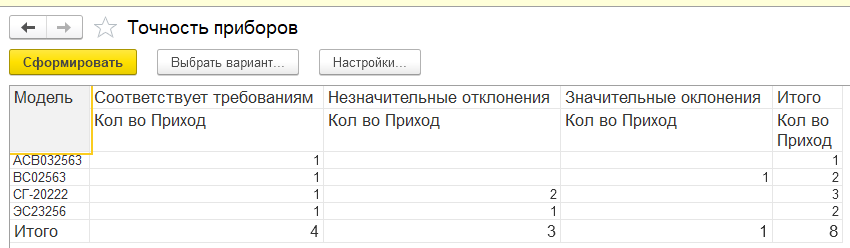 Точность приборов
Сформировать Выбрать вариант... Настройки...
Модель Соответствует требованиям Незначительные отклонения Значительные оклонения Итого
Кол во Приход Кол во Приход Кол во Приход Кол во
Приход
АСВ032563 1 1
ВС02563 1 1 2
СГ-20222 1 2 3
ЭС23256 1 1 2
Итого 4 3 1 8